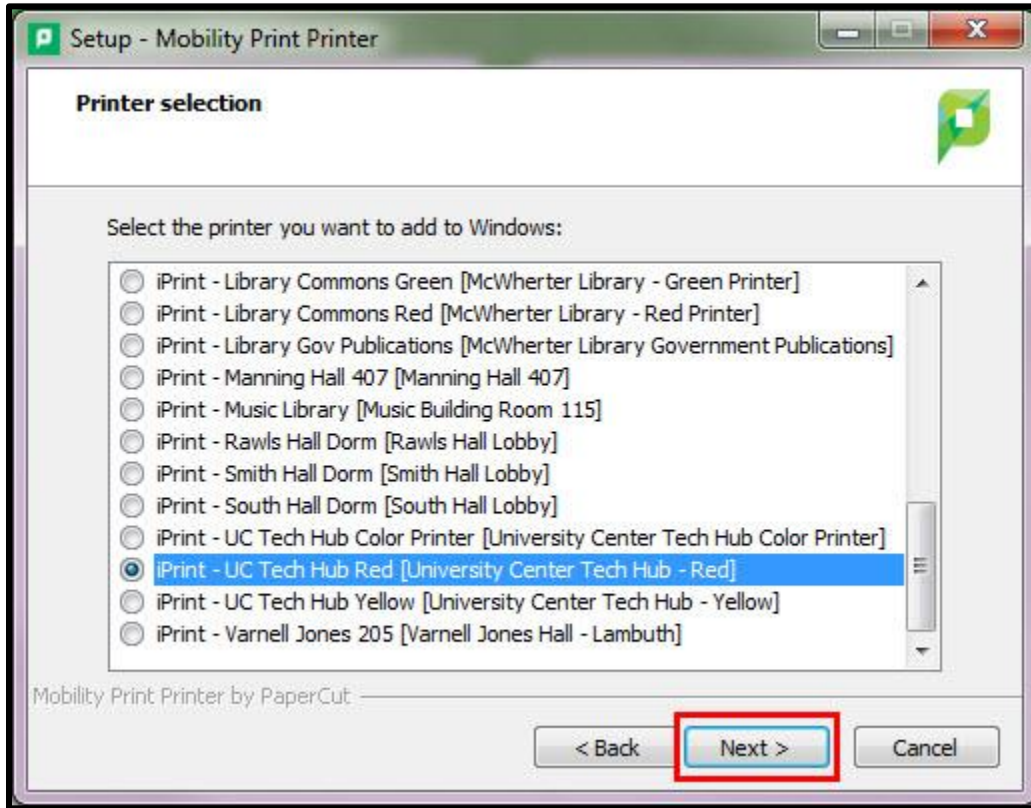 Setup - Mobility Print Printer
Printer selection
Select the printer you want to add to Windows:
iPrint - Library Commons Green [McWherter Library - Green Printer]
iPrint - Library Commons Red [McWherter Library - Red Printer]
iPrint - Library Gov Publications [McWherter Library Government Publications]
iPrint - Manning Hall 407 [Manning Hall 407]
iPrint - Music Library [Music Building Room 115]
iPrint - Rawls Hall Dorm [Rawls Hall Lobby]
iPrint - Smith Hall Dorm [Smith Hall Lobby]
iPrint - South Hall Dorm [South Hall Lobby]
iPrint - UC Tech Hub Color Printer [University Center Tech Hub Color Printer]
iPrint - UC Tech Hub Red [University Center Tech Hub - Red]
iPrint - UC Tech Hub Yellow [University Center Tech Hub - Yellow]
iPrint - Varnell Jones 205 [Varnell Jones Hall - Lambuth]
Mobility Print Printer by PaperCut
< Back Next > Cancel